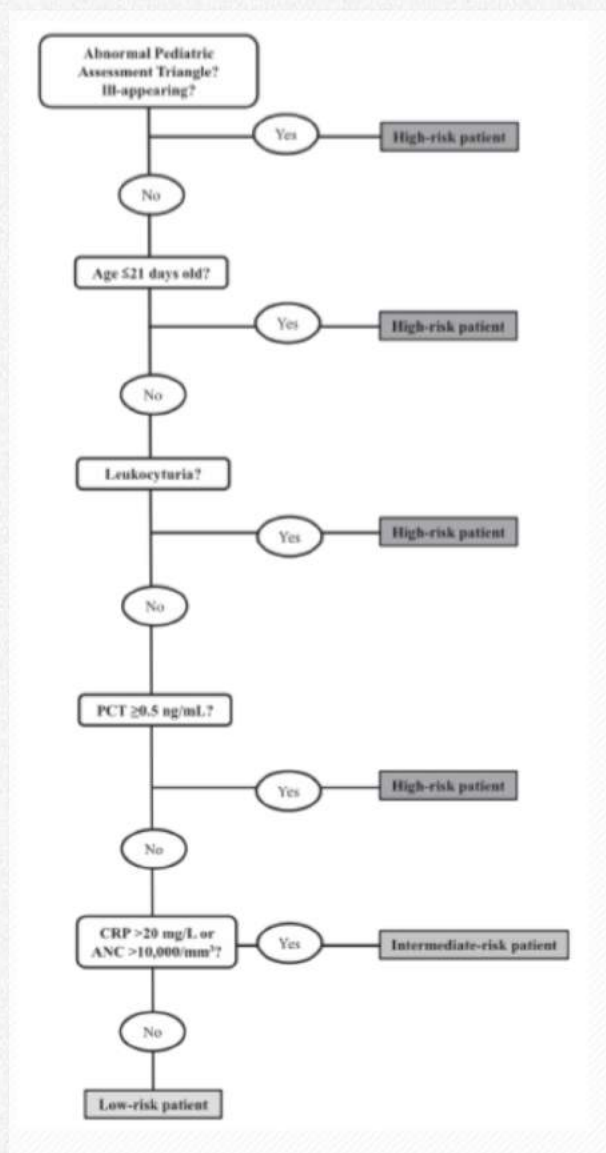 Abnormal Pediatric
Assessment Triangle?
Ill-appearing?
Yes
High-risk patient
No
Age ≤21 days old?
Yes
High-risk patient
No
Leukocyturia?
Yes
High-risk patient
No
PCT ≥0.5 ng/mL?
Yes
High-risk patient
No
CRP >20 mg/L or
ANC >10,000/mm³?
Yes
Intermediate-risk patient
No
Low-risk patient